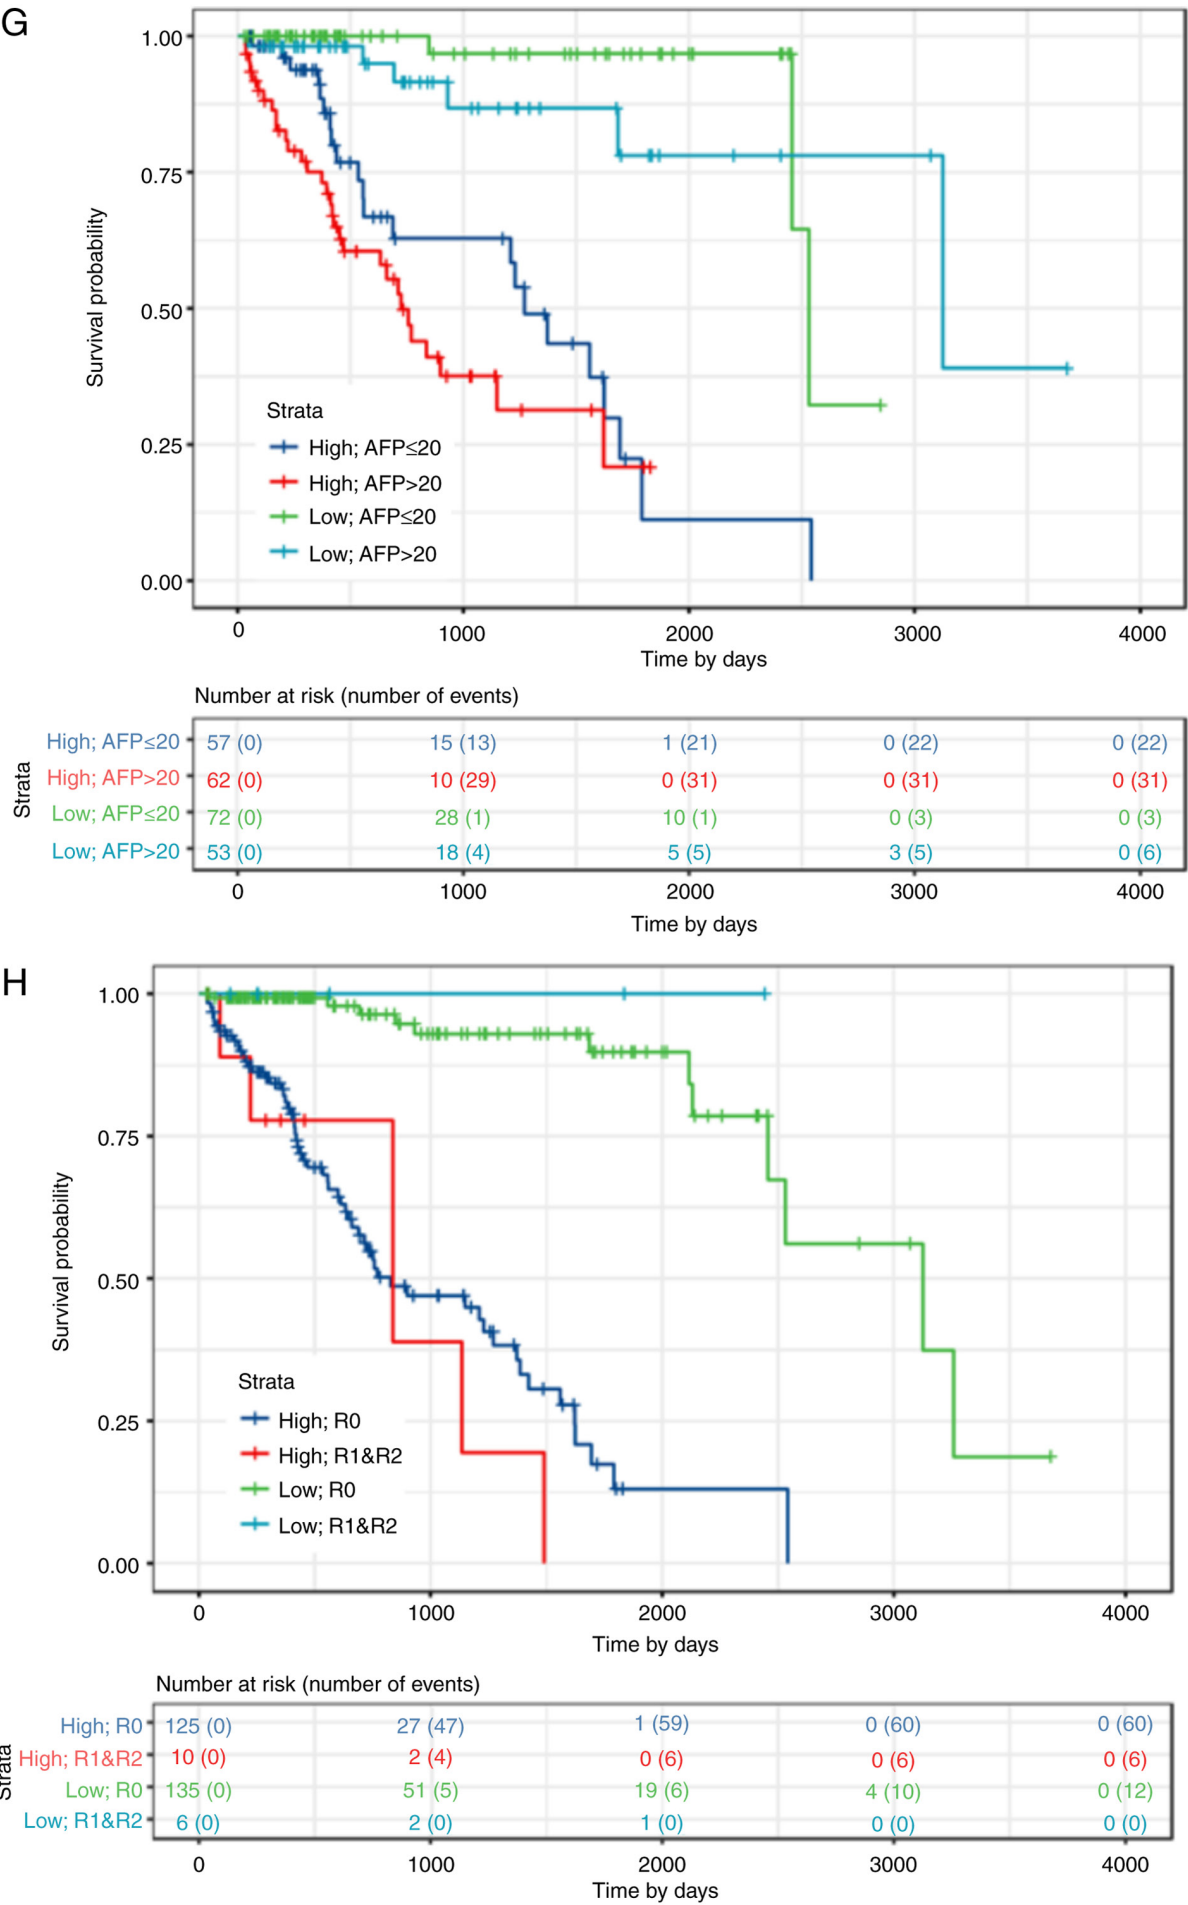 G
1.00
0.75
0.50
0.25
0.00
Survival probability
Strata
High; AFP≤20
High; AFP>20
Low; AFP≤20
Low; AFP>20
0 1000 2000 3000 4000
Time by days
Number at risk (number of events)
Strata
High; AFP≤20 57 (0) 15 (13) 1 (21) 0 (22) 0 (22)
High; AFP>20 62 (0) 10 (29) 0 (31) 0 (31) 0 (31)
Low; AFP≤20 72 (0) 28 (1) 10 (1) 0 (3) 0 (3)
Low; AFP>20 53 (0) 18 (4) 5 (5) 3 (5) 0 (6)
0 1000 2000 3000 4000
Time by days
H
1.00
0.75
0.50
0.25
0.00
Survival probability
Strata
High; R0
High; R1&R2
Low; R0
Low; R1&R2
0 1000 2000 3000 4000
Time by days
Number at risk (number of events)
Strata
High; R0 125 (0) 27 (47) 1 (59) 0 (60) 0 (60)
High; R1&R2 10 (0) 2 (4) 0 (6) 0 (6) 0 (6)
Low; R0 135 (0) 51 (5) 19 (6) 4 (10) 0 (12)
Low; R1&R2 6 (0) 2 (0) 1 (0) 0 (0) 0 (0)
0 1000 2000 3000 4000
Time by days